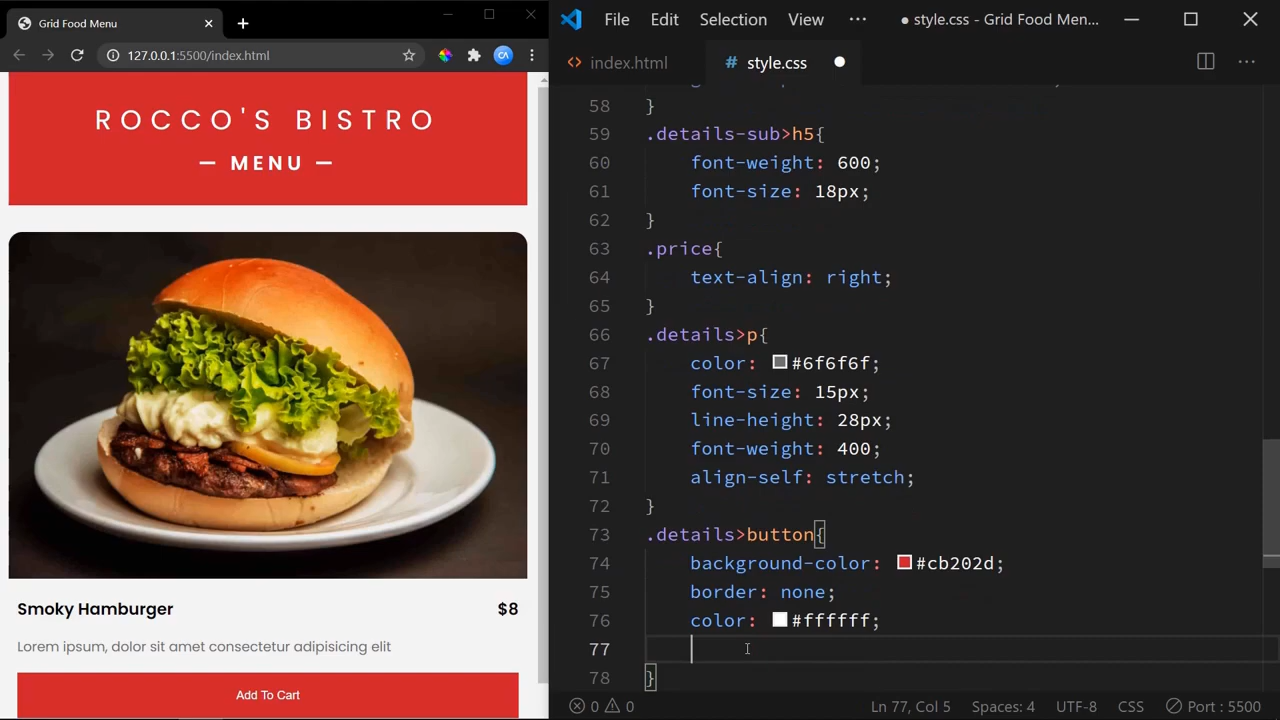 Grid Food Menu
127.0.0.1:5500/index.html
ROCCO'S BISTRO
— MENU —
Smoky Hamburger
$8
Lorem ipsum, dolor sit amet consectetur adipisicing elit
Add To Cart
File Edit Selection View ··· ● style.css - Grid Food Men...
<> index.html # style.css
58 }
59 .details-sub>h5{
60 font-weight: 600;
61 font-size: 18px;
62 }
63 .price{
64 text-align: right;
65 }
66 .details>p{
67 color: #6f6f6f;
68 font-size: 15px;
69 line-height: 28px;
70 font-weight: 400;
71 align-self: stretch;
72 }
73 .details>button{
74 background-color: #cb202d;
75 border: none;
76 color: #ffffff;
77
78 }
0 0 Ln 77, Col 5 Spaces: 4 UTF-8 CSS Port : 5500